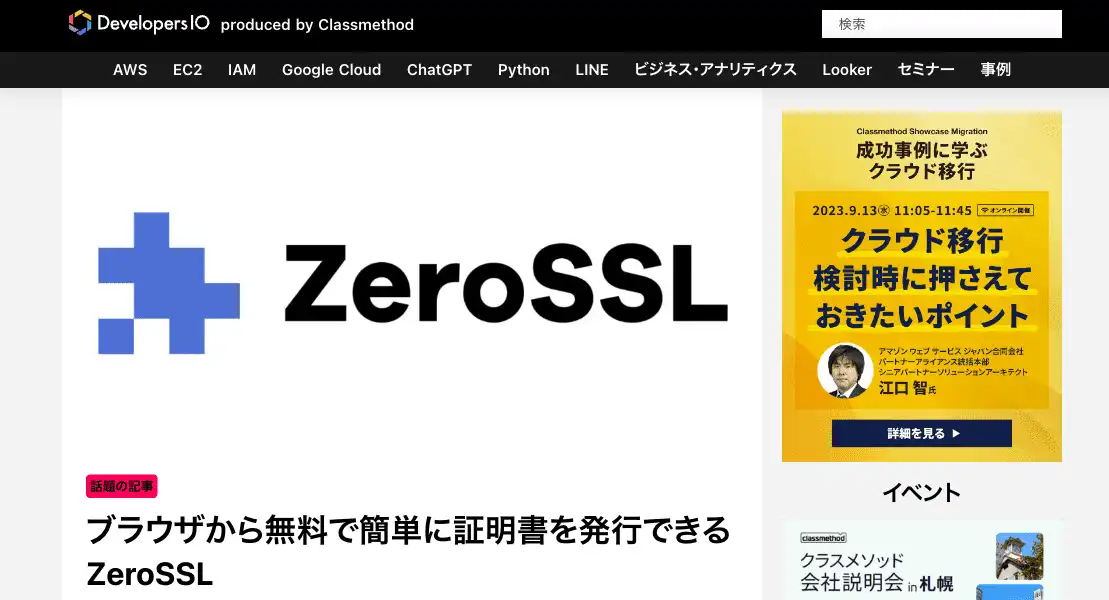 DevelopersIO produced by Classmethod
検索
AWS EC2 IAM Google Cloud ChatGPT Python LINE ビジネス・アナリティクス Looker セミナー 事例
ZeroSSL
話題の記事
ブラウザから無料で簡単に証明書を発行できる
ZeroSSL
Classmethod Showcase Migration
成功事例に学ぶ
クラウド移行
2023.9.13㊌ 11:05-11:45 オンライン開催
クラウド移行
検討時に押さえて
おきたいポイント
アマゾン ウェブ サービス ジャパン合同会社
パートナーアライアンス統括本部
シニアパートナーソリューションアーキテクト
江口 智氏
詳細を見る ▶
イベント
classmethod
クラスメソッド
会社説明会 in 札幌